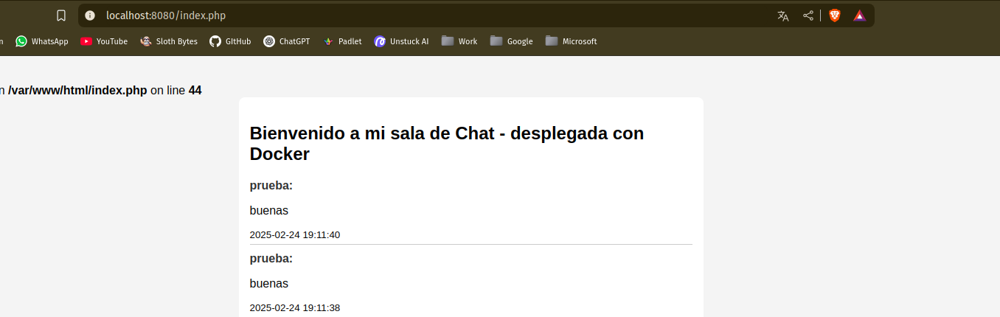 localhost:8080/index.php
WhatsApp YouTube Sloth Bytes GItHub ChatGPT Padlet Unstuck AI Work Google Microsoft
/var/www/html/index.php on line 44
Bienvenido a mi sala de Chat - desplegada con
Docker
prueba:
buenas
2025-02-24 19:11:40
prueba:
buenas
2025-02-24 19:11:38